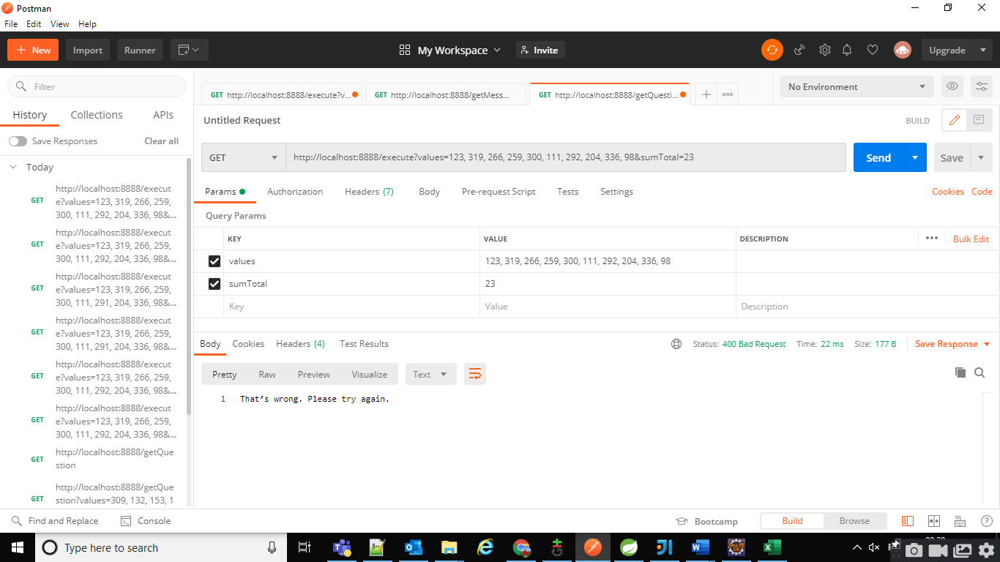 Postman
File Edit View Help
New Import Runner My Workspace Invite Upgrade
Filter
History Collections APIs
Save Responses Clear all
Today
GET http://localhost:8888/execut
e?values=123, 319, 266, 259,
300, 111, 292, 204, 336, 98&...
GET http://localhost:8888/execut
e?values=123, 319, 266, 259,
300, 111, 292, 204, 336, 98&...
GET http://localhost:8888/execut
e?values=123, 319, 266, 259,
300, 111, 291, 204, 336, 98&...
GET http://localhost:8888/execut
e?values=123, 319, 266, 259,
300, 111, 292, 204, 336, 98&...
GET http://localhost:8888/execut
e?values=123, 319, 266, 259,
300, 111, 292, 204, 336, 98&...
GET http://localhost:8888/execut
e?values=123, 319, 266, 259,
300, 111, 292, 204, 336, 98&...
GET http://localhost:8888/getQue
stion
GET http://localhost:8888/getQue
stion?values=309, 132, 153, 1
GET http://localhost:8888/execute?v... GET http://localhost:8888/getMess... GET http://localhost:8888/getQuesti... No Environment
Untitled Request BUILD
GET http://localhost:8888/execute?values=123, 319, 266, 259, 300, 111, 292, 204, 336, 98&sumTotal=23 Send Save
Params Authorization Headers (7) Body Pre-request Script Tests Settings Cookies Code
Query Params
KEY VALUE DESCRIPTION Bulk Edit
values 123, 319, 266, 259, 300, 111, 292, 204, 336, 98
sumTotal 23
Key Value Description
Body Cookies Headers (4) Test Results Status: 400 Bad Request Time: 22 ms Size: 177 B Save Response
Pretty Raw Preview Visualize Text
1 That’s wrong. Please try again.
Find and Replace Console Bootcamp Build Browse
Type here to search